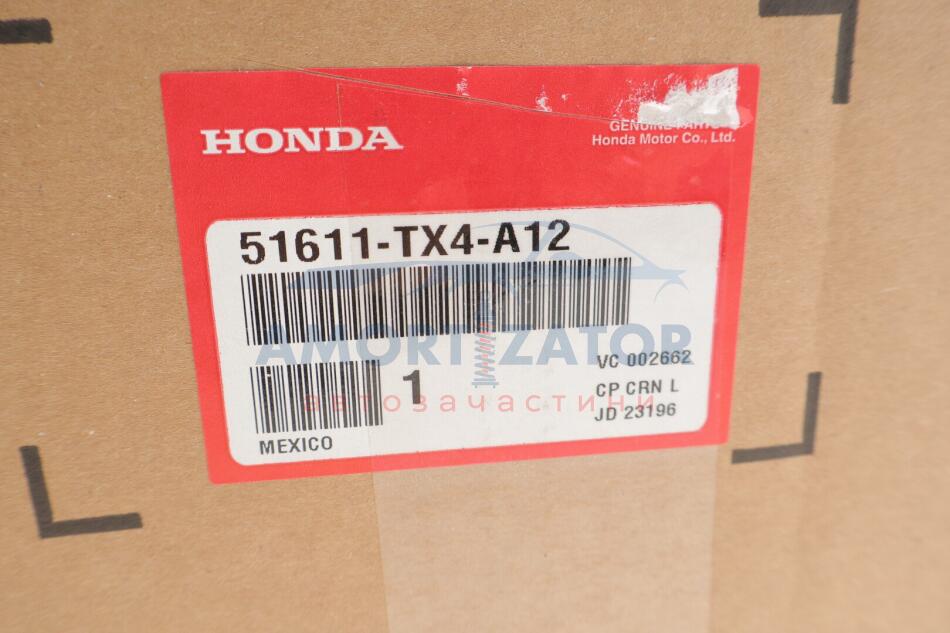 HONDA
GENUINE PARTS
Honda Motor Co., Ltd.
51611-TX4-A12
AMORTIZATOR
автозачастини
1
VC 002662
CP CRN L
JD 23196
MEXICO